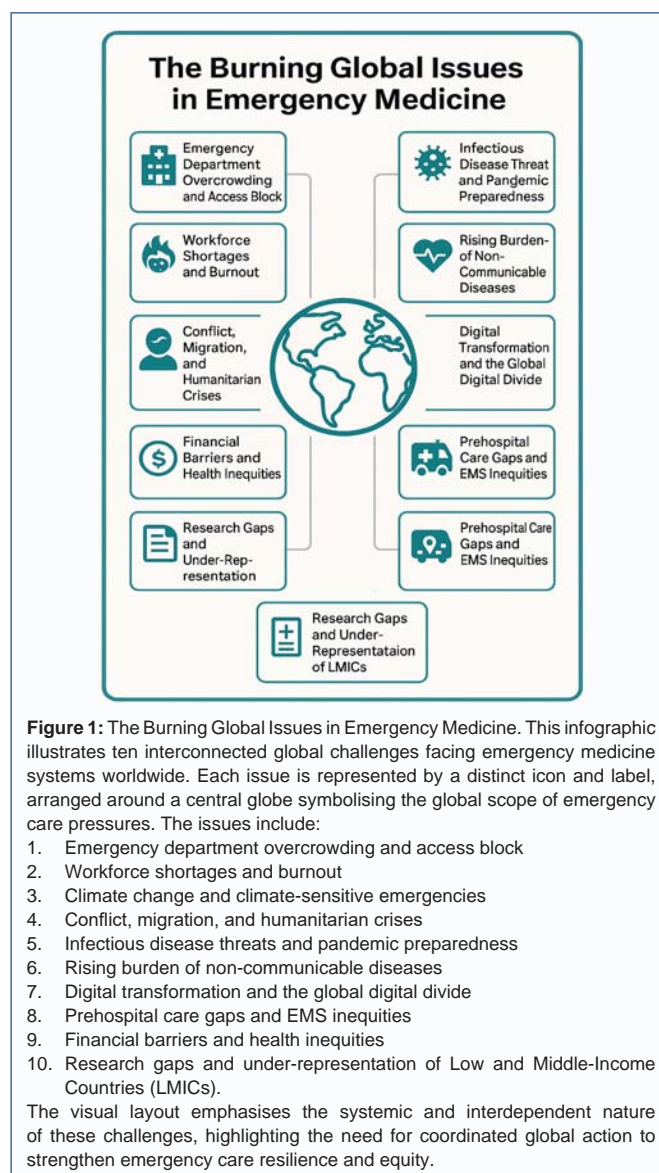 The Burning Global Issues
in Emergency Medicine
Emergency
Department
Overcrowding
and Access Block
Workforce
Shortages
and Burnout
Conflict,
Migration,
and
Humanitarian
Crises
Financial
Barriers and
Health Inequities
Research Gaps
and
Under-Rep-
resentation
Infectious
Disease Threat
and Pandemic
Preparedness
Rising Burden-
of Non-
Communicable
Diseases
Digital
Transformation
and the Global
Digital Divide
Prehospital
Care Gaps and
EMS Inequities
Prehospital Care
Gaps and
EMS Inequities
Research Gaps
and Under-
Representataion
of LMICs
Figure 1: The Burning Global Issues in Emergency Medicine. This infographic
illustrates ten interconnected global challenges facing emergency medicine
systems worldwide. Each issue is represented by a distinct icon and label,
arranged around a central globe symbolising the global scope of emergency
care pressures. The issues include:
1. Emergency department overcrowding and access block
2. Workforce shortages and burnout
3. Climate change and climate-sensitive emergencies
4. Conflict, migration, and humanitarian crises
5. Infectious disease threats and pandemic preparedness
6. Rising burden of non-communicable diseases
7. Digital transformation and the global digital divide
8. Prehospital care gaps and EMS inequities
9. Financial barriers and health inequities
10. Research gaps and under-representation of Low and Middle-Income
Countries (LMICs).
The visual layout emphasises the systemic and interdependent nature
of these challenges, highlighting the need for coordinated global action to
strengthen emergency care resilience and equity.